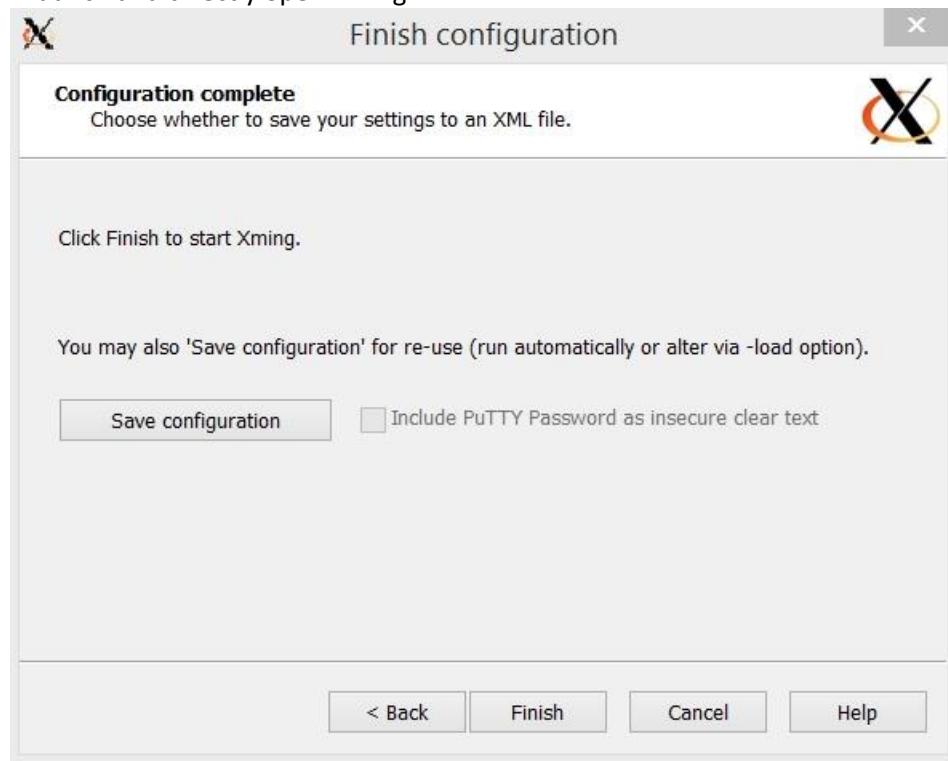 Finish configuration
Configuration complete
Choose whether to save your settings to an XML file.
Click Finish to start Xming.
You may also 'Save configuration' for re-use (run automatically or alter via -load option).
Save configuration
Include PuTTY Password as insecure clear text
< Back Finish Cancel Help